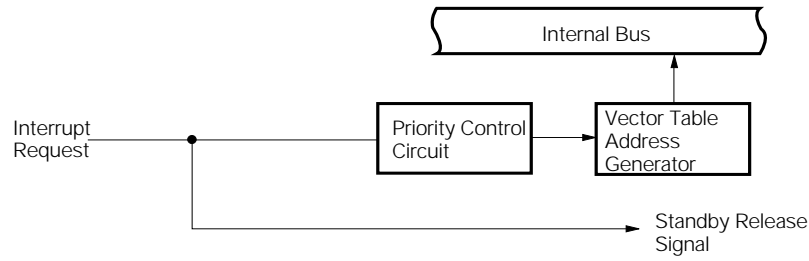 Internal Bus
Interrupt
Request
Priority Control
Circuit
Vector Table
Address
Generator
Standby Release
Signal